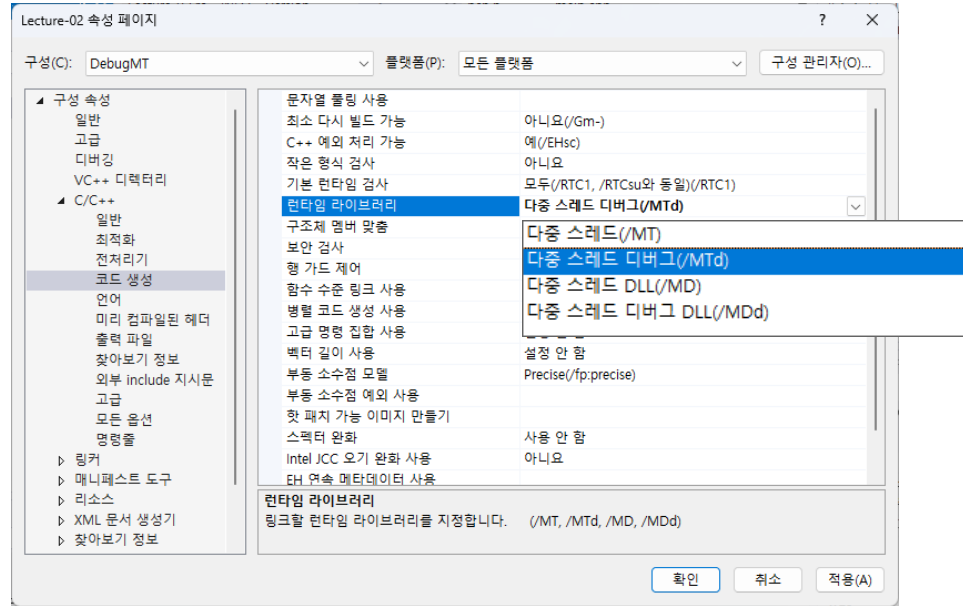 Lecture-02 속성 페이지 ? ×
구성(C): DebugMT 플랫폼(P): 모든 플랫폼 구성 관리자(O)...
구성 속성
일반
고급
디버깅
VC++ 디렉터리
C/C++
일반
최적화
전처리기
코드 생성
언어
미리 컴파일된 헤더
출력 파일
찾아보기 정보
외부 include 지시문
고급
모든 옵션
명령줄
링커
매니페스트 도구
리소스
XML 문서 생성기
찾아보기 정보
문자열 풀링 사용
최소 다시 빌드 가능 아니요(/Gm-)
C++ 예외 처리 가능 예(/EHsc)
작은 형식 검사 아니요
기본 런타임 검사 모두(/RTC1, /RTCsu와 동일)(/RTC1)
런타임 라이브러리 다중 스레드 디버그(/MTd)
구조체 멤버 맞춤
보안 검사
행 가드 제어
함수 수준 링크 사용
병렬 코드 생성 사용
고급 명령 집합 사용
벡터 길이 사용 설정 안 함
부동 소수점 모델 Precise(/fp:precise)
부동 소수점 예외 사용
핫 패치 가능 이미지 만들기
스펙터 완화 사용 안 함
Intel JCC 오기 완화 사용 아니요
EH 연속 메타데이터 사용
다중 스레드(/MT)
다중 스레드 디버그(/MTd)
다중 스레드 DLL(/MD)
다중 스레드 디버그 DLL(/MDd)
런타임 라이브러리
링크할 런타임 라이브러리를 지정합니다. (/MT, /MTd, /MD, /MDd)
확인 취소 적용(A)